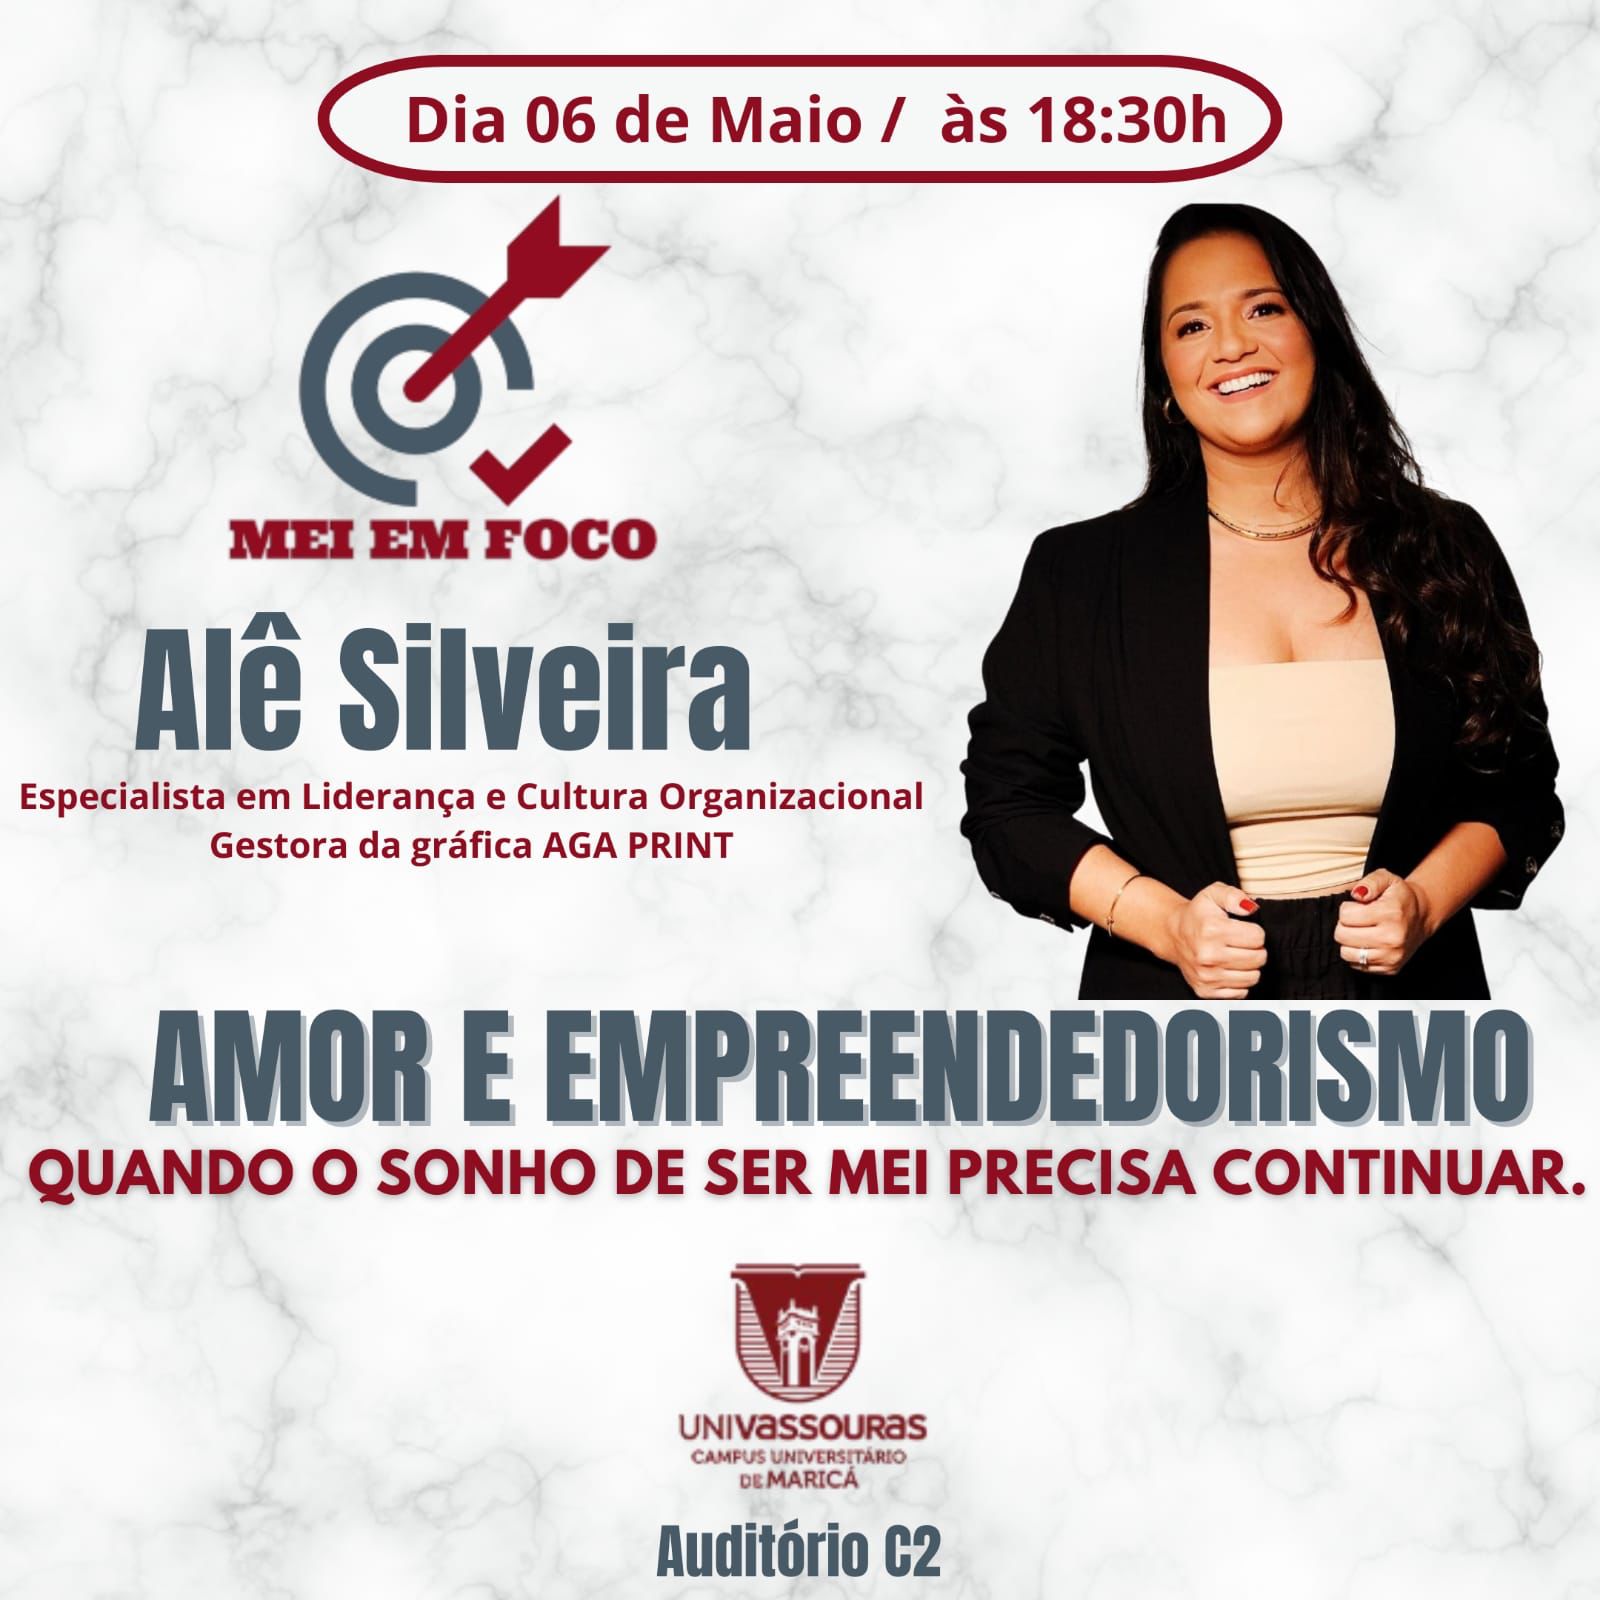 Dia 06 de Maio / às 18:30h
MEI EM FOCO
Alê Silveira
Especialista em Liderança e Cultura Organizacional
Gestora da gráfica AGA PRINT
AMOR E EMPREENDEDORISMO
QUANDO O SONHO DE SER MEI PRECISA CONTINUAR.
UNIVASSOURAS
CAMPUS UNIVERSITÁRIO
DE MARICÁ
Auditório C2